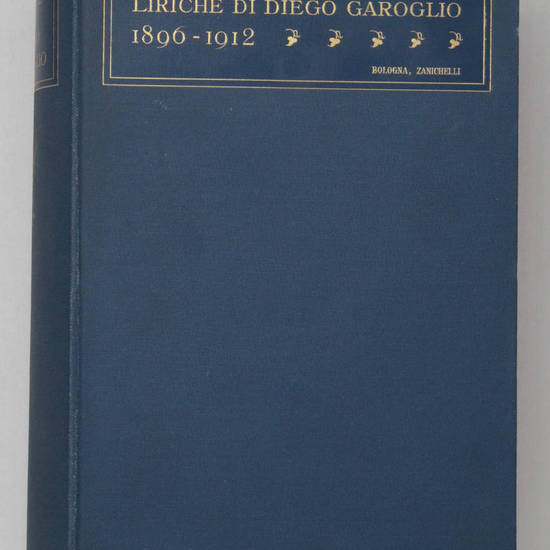 LIRICHE DI DIEGO GAROGLIO
1896-1912
BOLOGNA, ZANICHELLI